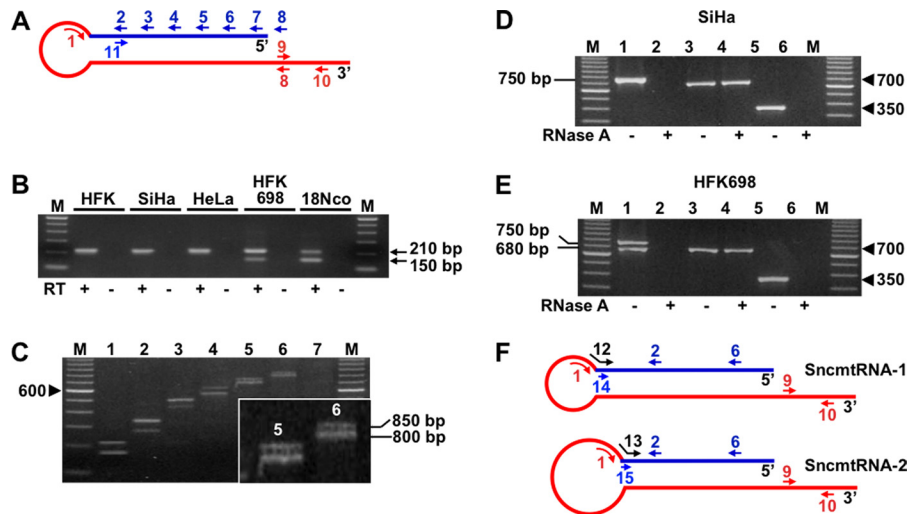 A
1
2 3 4 5 6 7 8
11
5'
9
8 10
3'
B
M HFK SiHa HeLa HFK 698 18Nco M
210 bp
150 bp
RT + - + - + - + - + -
C
M 1 2 3 4 5 6 7 M
600
5 6
850 bp
800 bp
D
SiHa
M 1 2 3 4 5 6 M
750 bp
700
350
RNase A - + - + - +
E
HFK698
M 1 2 3 4 5 6 M
750 bp
680 bp
700
350
RNase A - + - + - +
F
12
1
2 6
14
5'
SncmtRNA-1
9
10
3'
13
1
2 6
15
5'
SncmtRNA-2
9
10
3'